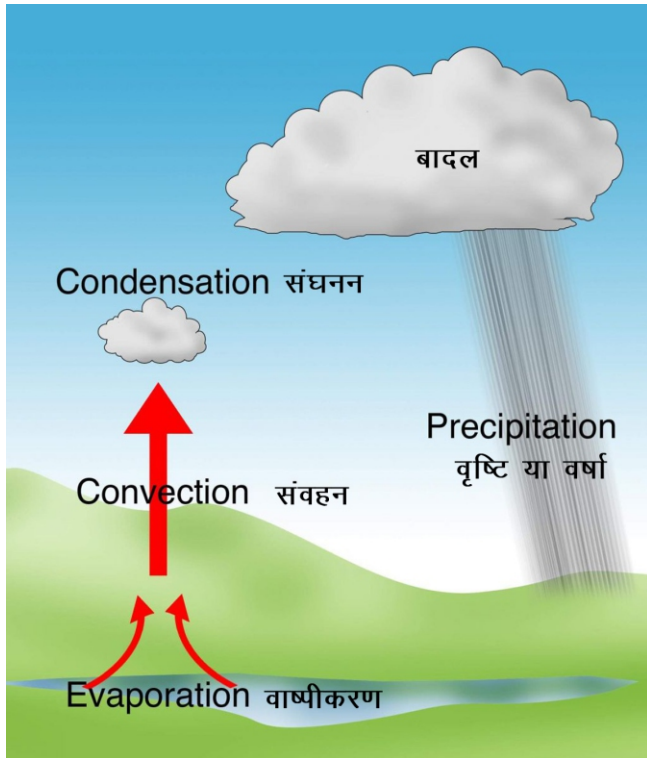 बादल
Condensation संघनन
Precipitation
वृष्टि या वर्षा
Convection संवहन
Evaporation वाष्पीकरण